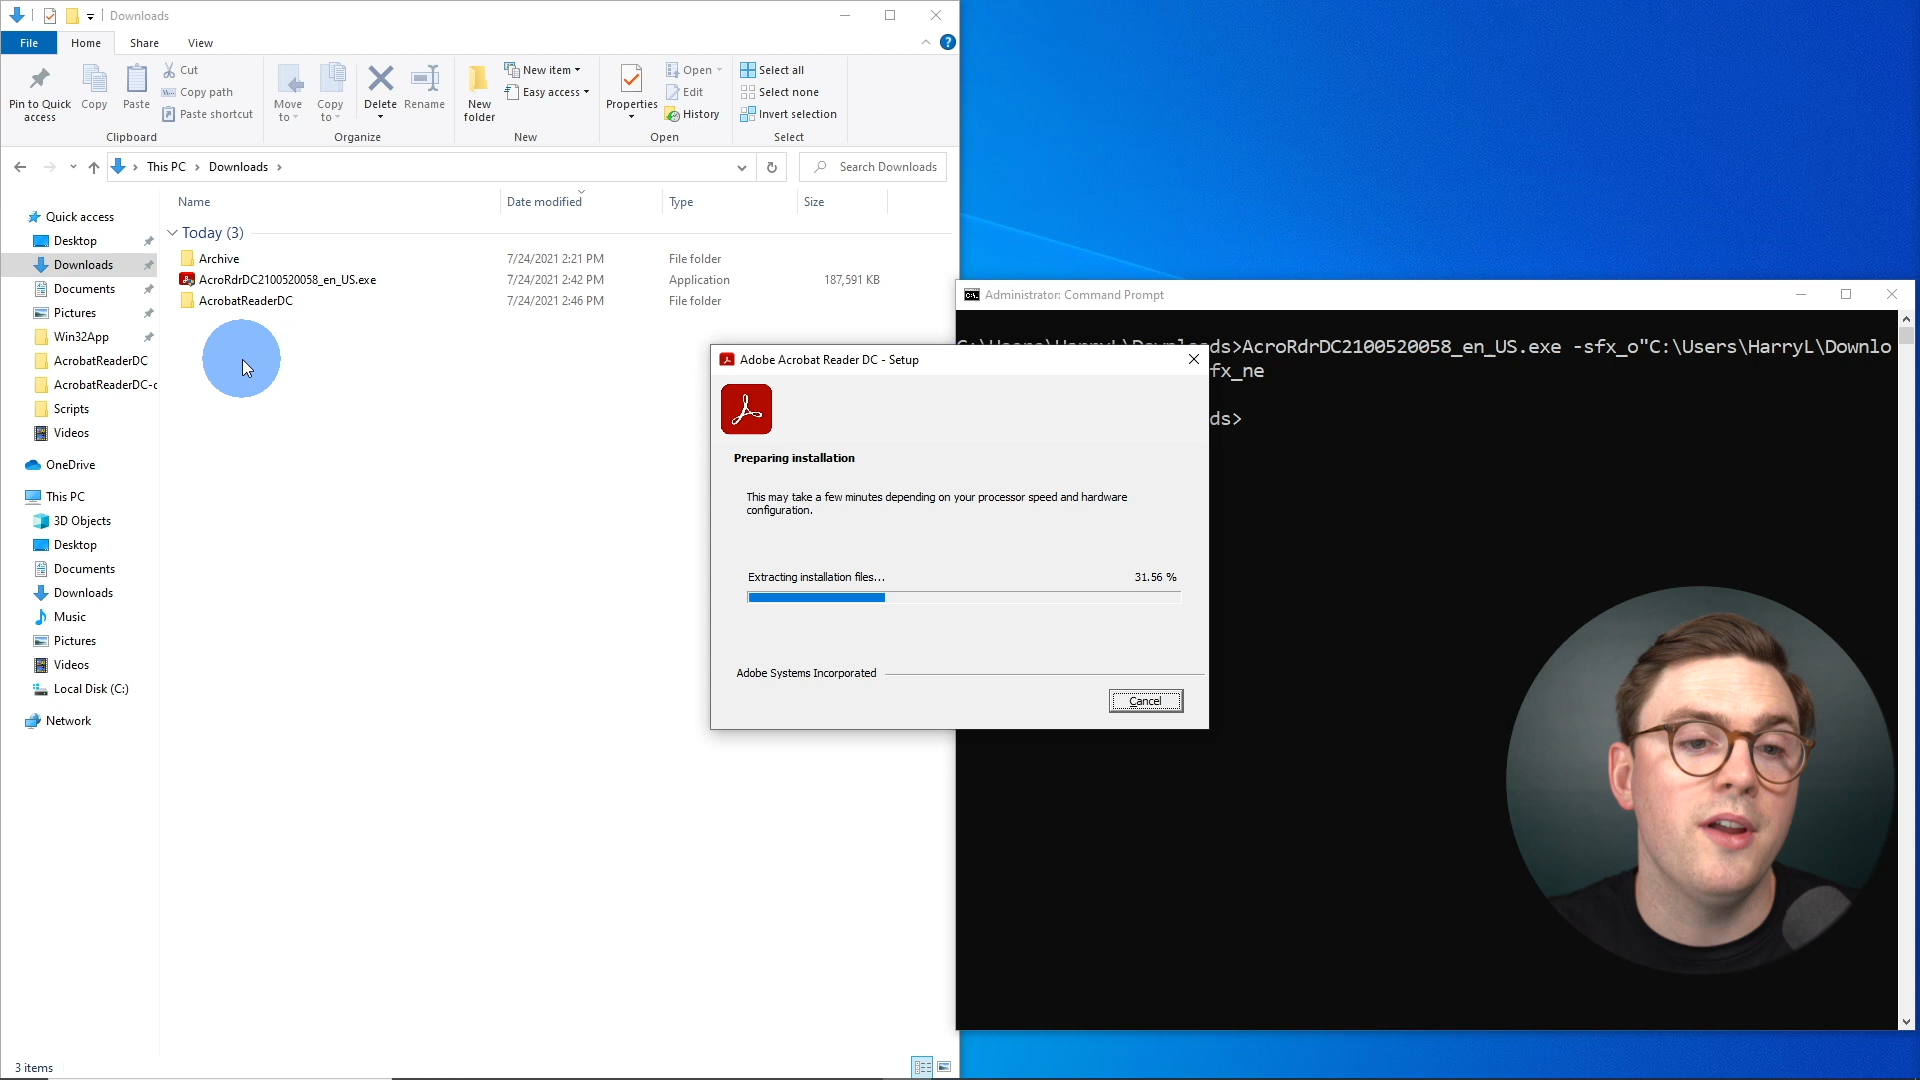 Downloads
File
Home
Share
View
Pin to Quick
access
Copy
Paste
Cut
Copy path
Paste shortcut
Clipboard
Move
to
Copy
to
Delete
Rename
Organize
New
folder
New item
Easy access
New
Properties
Open
Edit
History
Open
Select all
Select none
Invert selection
Select
This PC
Downloads
Search Downloads
Name
Date modified
Type
Size
Today (3)
Archive 7/24/2021 2:21 PM File folder
AcroRdrDC2100520058_en_US.exe 7/24/2021 2:42 PM Application 187,591 KB
AcrobatReaderDC 7/24/2021 2:46 PM File folder
Quick access
Desktop
Downloads
Documents
Pictures
Win32App
AcrobatReaderDC
AcrobatReaderDC-c
Scripts
Videos
OneDrive
This PC
3D Objects
Desktop
Documents
Downloads
Music
Pictures
Videos
Local Disk (C:)
Network
3 items
Administrator: Command Prompt
ds>AcroRdrDC2100520058_en_US.exe -sfx_o"C:\Users\HarryL\Downlo
fx_ne
ds>
Adobe Acrobat Reader DC - Setup
Preparing installation
This may take a few minutes depending on your processor speed and hardware
configuration.
Extracting installation files... 31.56 %
Adobe Systems Incorporated
Cancel